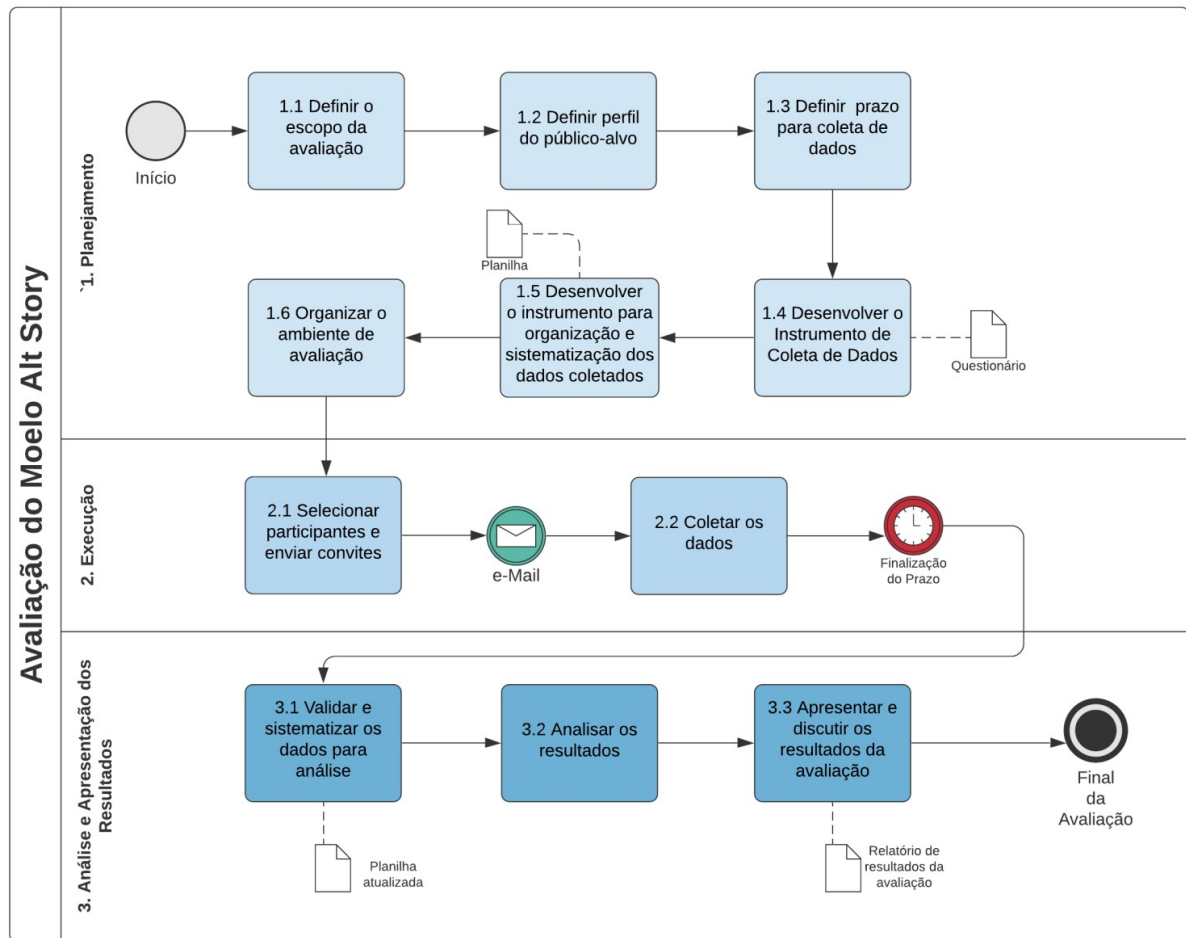 Avaliação do Moelo Alt Story
`1. Planejamento
Início
1.1 Definir o
escopo da
avaliação
1.2 Definir perfil
do público-alvo
1.3 Definir prazo
para coleta de
dados
Planilha
1.6 Organizar o
ambiente de
avaliação
1.5 Desenvolver
o instrumento para
organização e
sistematização dos
dados coletados
1.4 Desenvolver o
Instrumento de
Coleta de Dados
Questionário
2. Execução
2.1 Selecionar
participantes e
enviar convites
e-Mail
2.2 Coletar os
dados
Finalização
do Prazo
3. Análise e Apresentação dos
Resultados
3.1 Validar e
sistematizar os
dados para
análise
3.2 Analisar os
resultados
3.3 Apresentar e
discutir os
resultados da
avaliação
Final
da
Avaliação
Planilha
atualizada
Relatório de
resultados da
avaliação